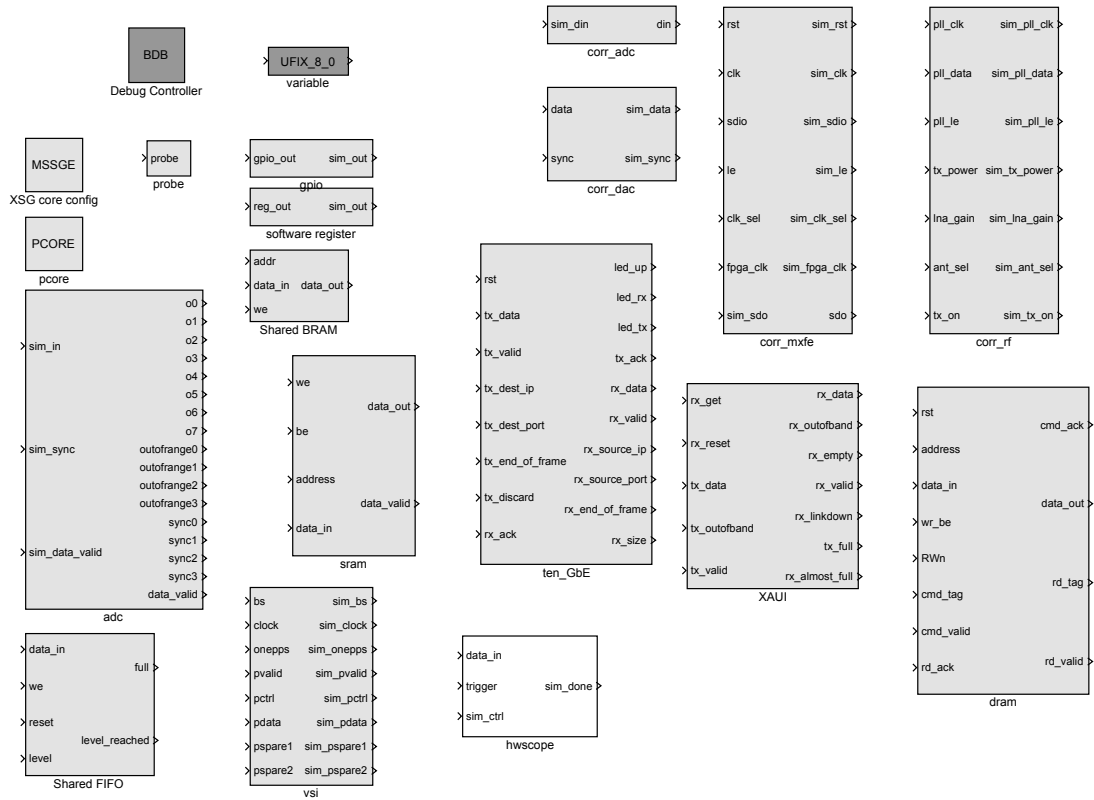 BDB
Debug Controller
UFIX_8_0
variable
MSSGE
XSG core config
probe
probe
PCORE
pcore
gpio_out sim_out
gpio
reg_out sim_out
software register
addr
data_in data_out
we
Shared BRAM
sim_din din
corr_adc
data sim_data
sync sim_sync
corr_dac
rst sim_rst
clk sim_clk
sdio sim_sdio
le sim_le
clk_sel sim_clk_sel
fpga_clk sim_fpga_clk
sim_sdo sdo
corr_mxfe
pll_clk sim_pll_clk
pll_data sim_pll_data
pll_le sim_pll_le
tx_power sim_tx_power
lna_gain sim_lna_gain
ant_sel sim_ant_sel
tx_on sim_tx_on
corr_rf
o0
o1
o2
sim_in
o3
o4
o5
o6
o7
sim_sync outofrange0
outofrange1
outofrange2
outofrange3
sync0
sync1
sim_data_valid
sync2
sync3
data_valid
adc
we
data_out
be
address
data_valid
data_in
sram
led_up
rst
led_rx
tx_data
led_tx
tx_valid
tx_ack
tx_dest_ip rx_data
rx_valid
tx_dest_port
rx_source_ip
tx_end_of_frame
rx_source_port
tx_discard
rx_end_of_frame
rx_ack
rx_size
ten_GbE
rx_data
rx_get
rx_outofband
rx_reset
rx_empty
tx_data rx_valid
rx_linkdown
tx_outofband
tx_full
tx_valid
rx_almost_full
XAUI
rst
cmd_ack
address
data_in
data_out
wr_be
RWn
rd_tag
cmd_tag
cmd_valid
rd_valid
rd_ack
dram
data_in
full
we
reset
level_reached
level
Shared FIFO
bs sim_bs
clock sim_clock
onepps sim_onepps
pvalid sim_pvalid
pctrl sim_pctrl
pdata sim_pdata
pspare1 sim_pspare1
pspare2 sim_pspare2
vsi
data_in
trigger sim_done
sim_ctrl
hwscope